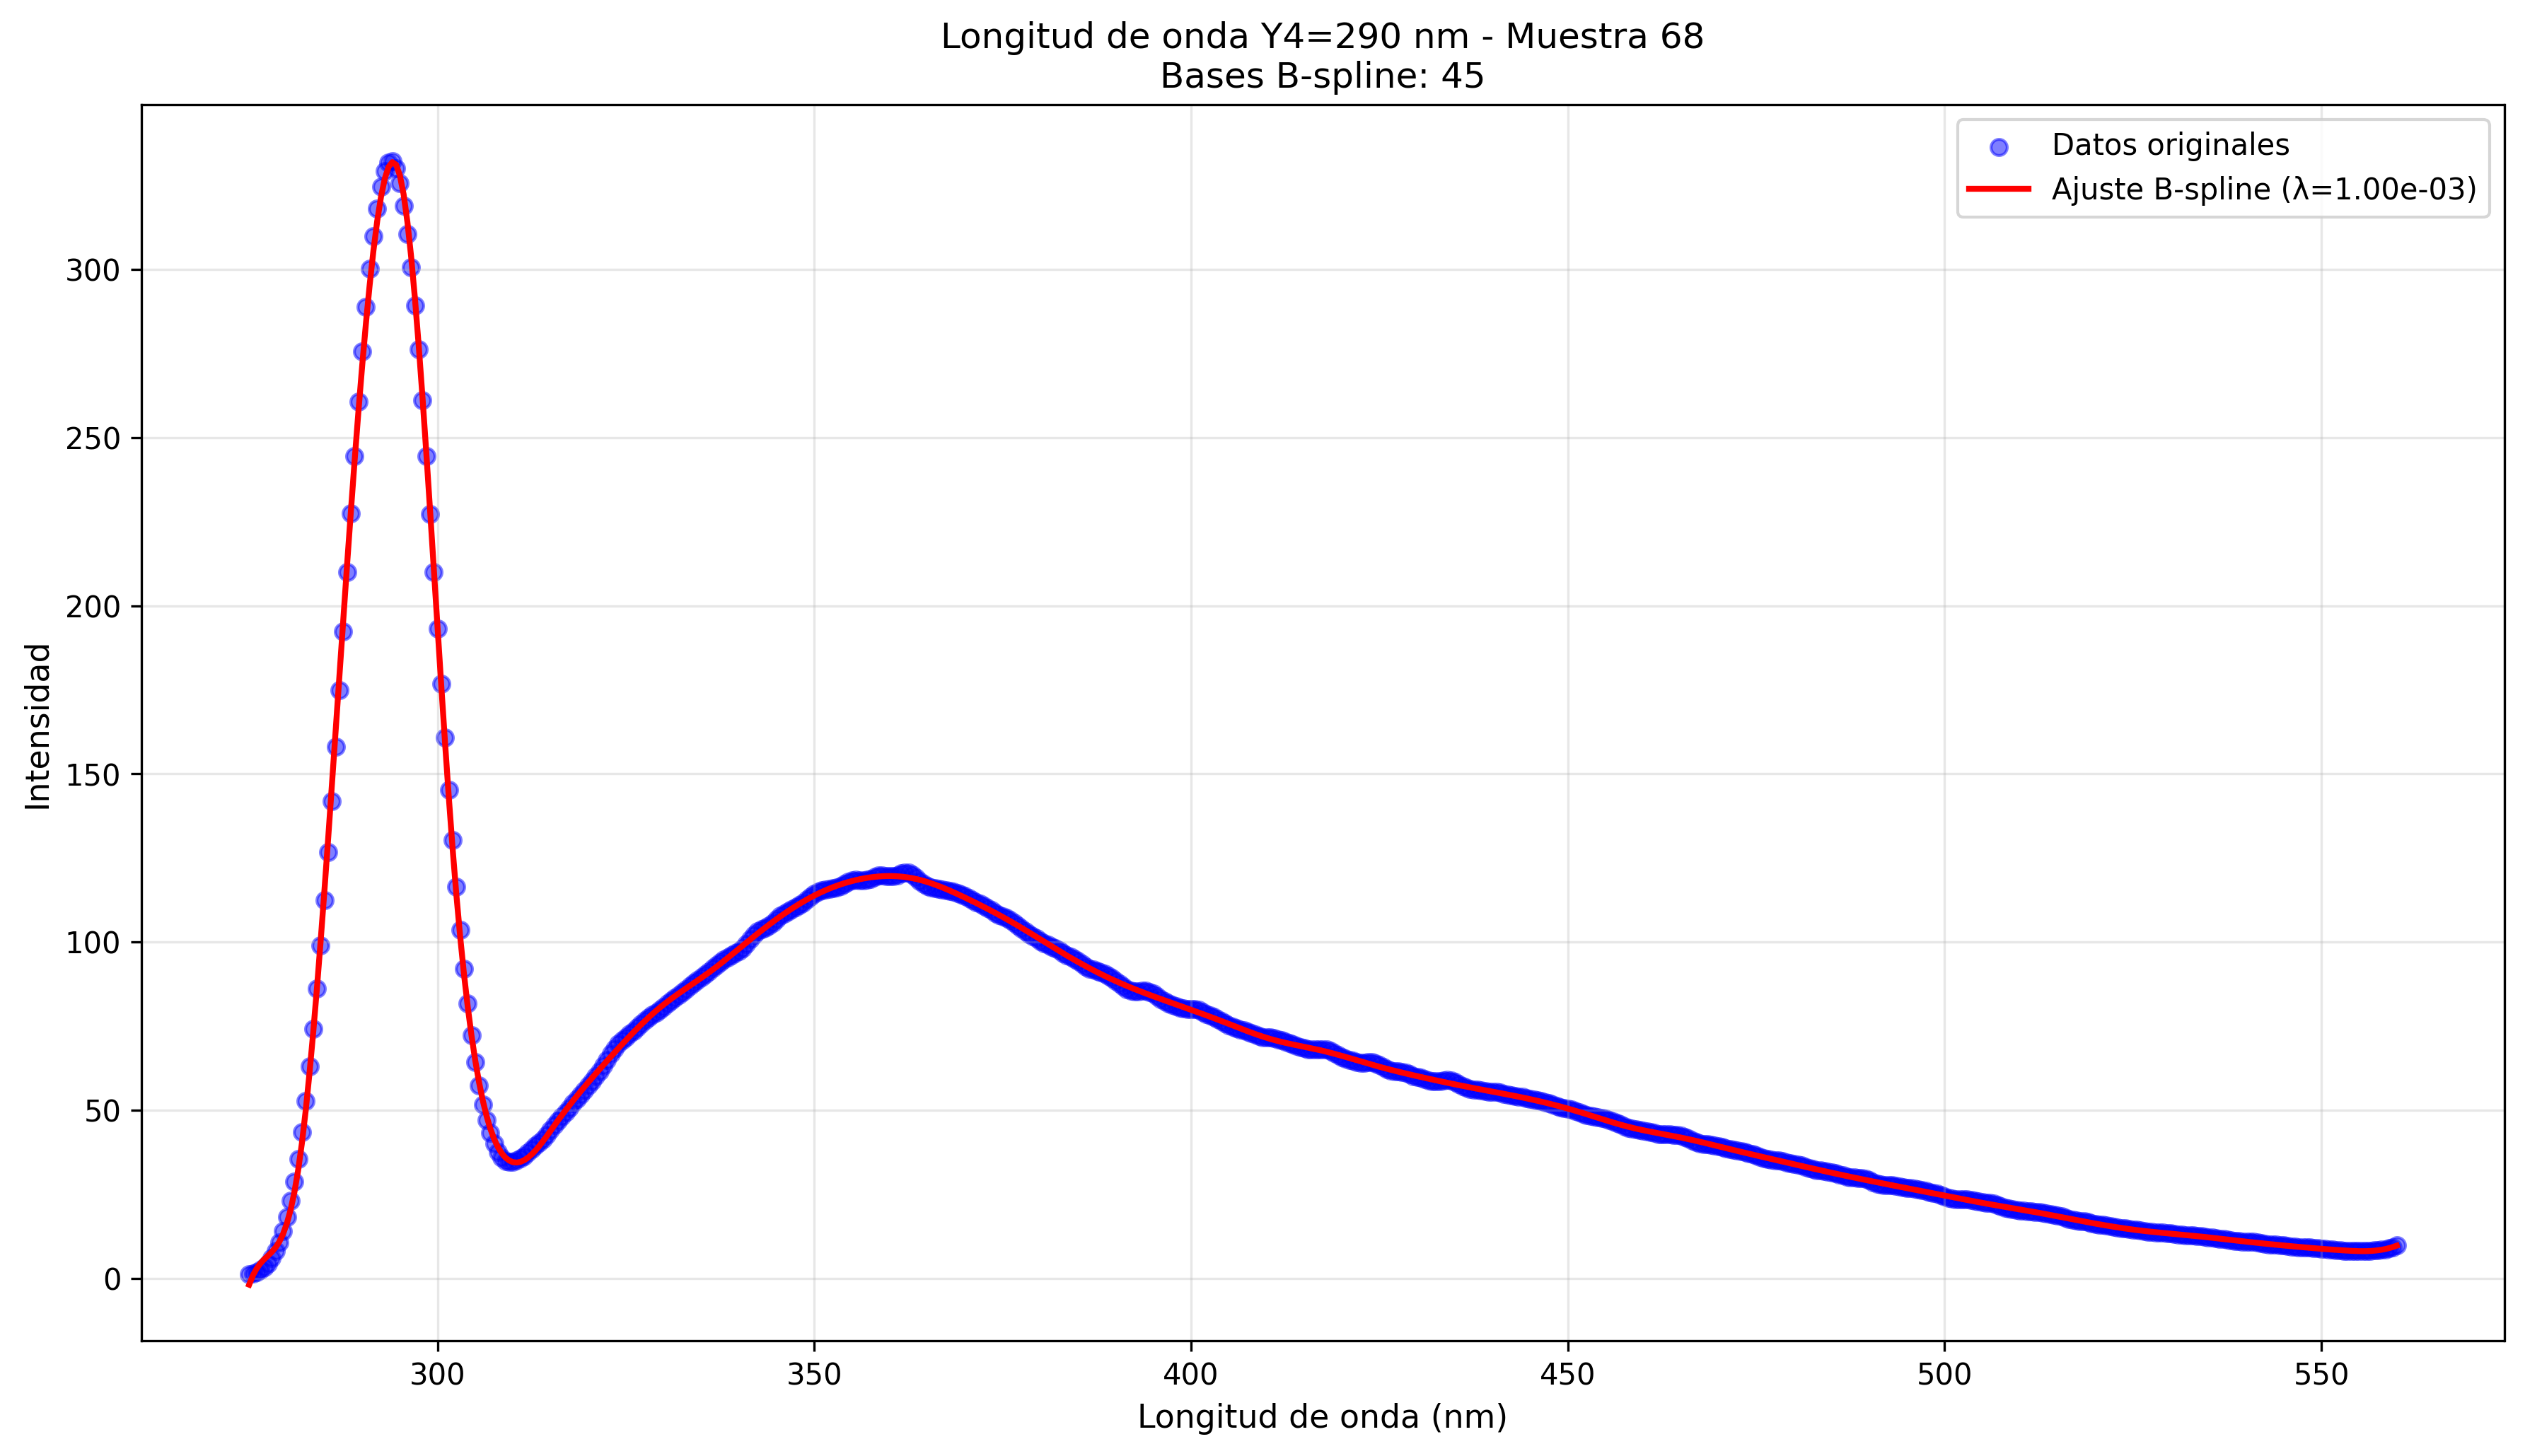 Longitud de onda Y4=290 nm - Muestra 68
Bases B-spline: 45
Datos originales
Ajuste B-spline (λ=1.00e-03)
Intensidad
300
250
200
150
100
50
0
300 350 400 450 500 550
Longitud de onda (nm)